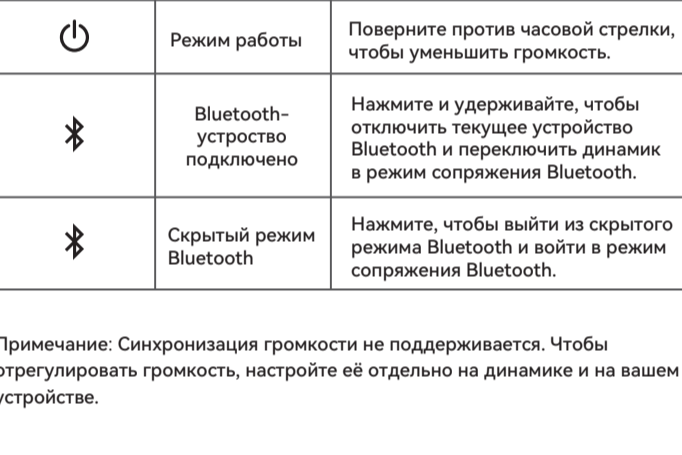 Режим работы
Поверните против часовой стрелки,
чтобы уменьшить громкость.
Bluetooth-
устроство
подключено
Нажмите и удерживайте, чтобы
отключить текущее устройство
Bluetooth и переключить динамик
в режим сопряжения Bluetooth.
Скрытый режим
Bluetooth
Нажмите, чтобы выйти из скрытого
режима Bluetooth и войти в режим
сопряжения Bluetooth.
Примечание: Синхронизация громкости не поддерживается. Чтобы
отрегулировать громкость, настройте её отдельно на динамике и на вашем
устройстве.